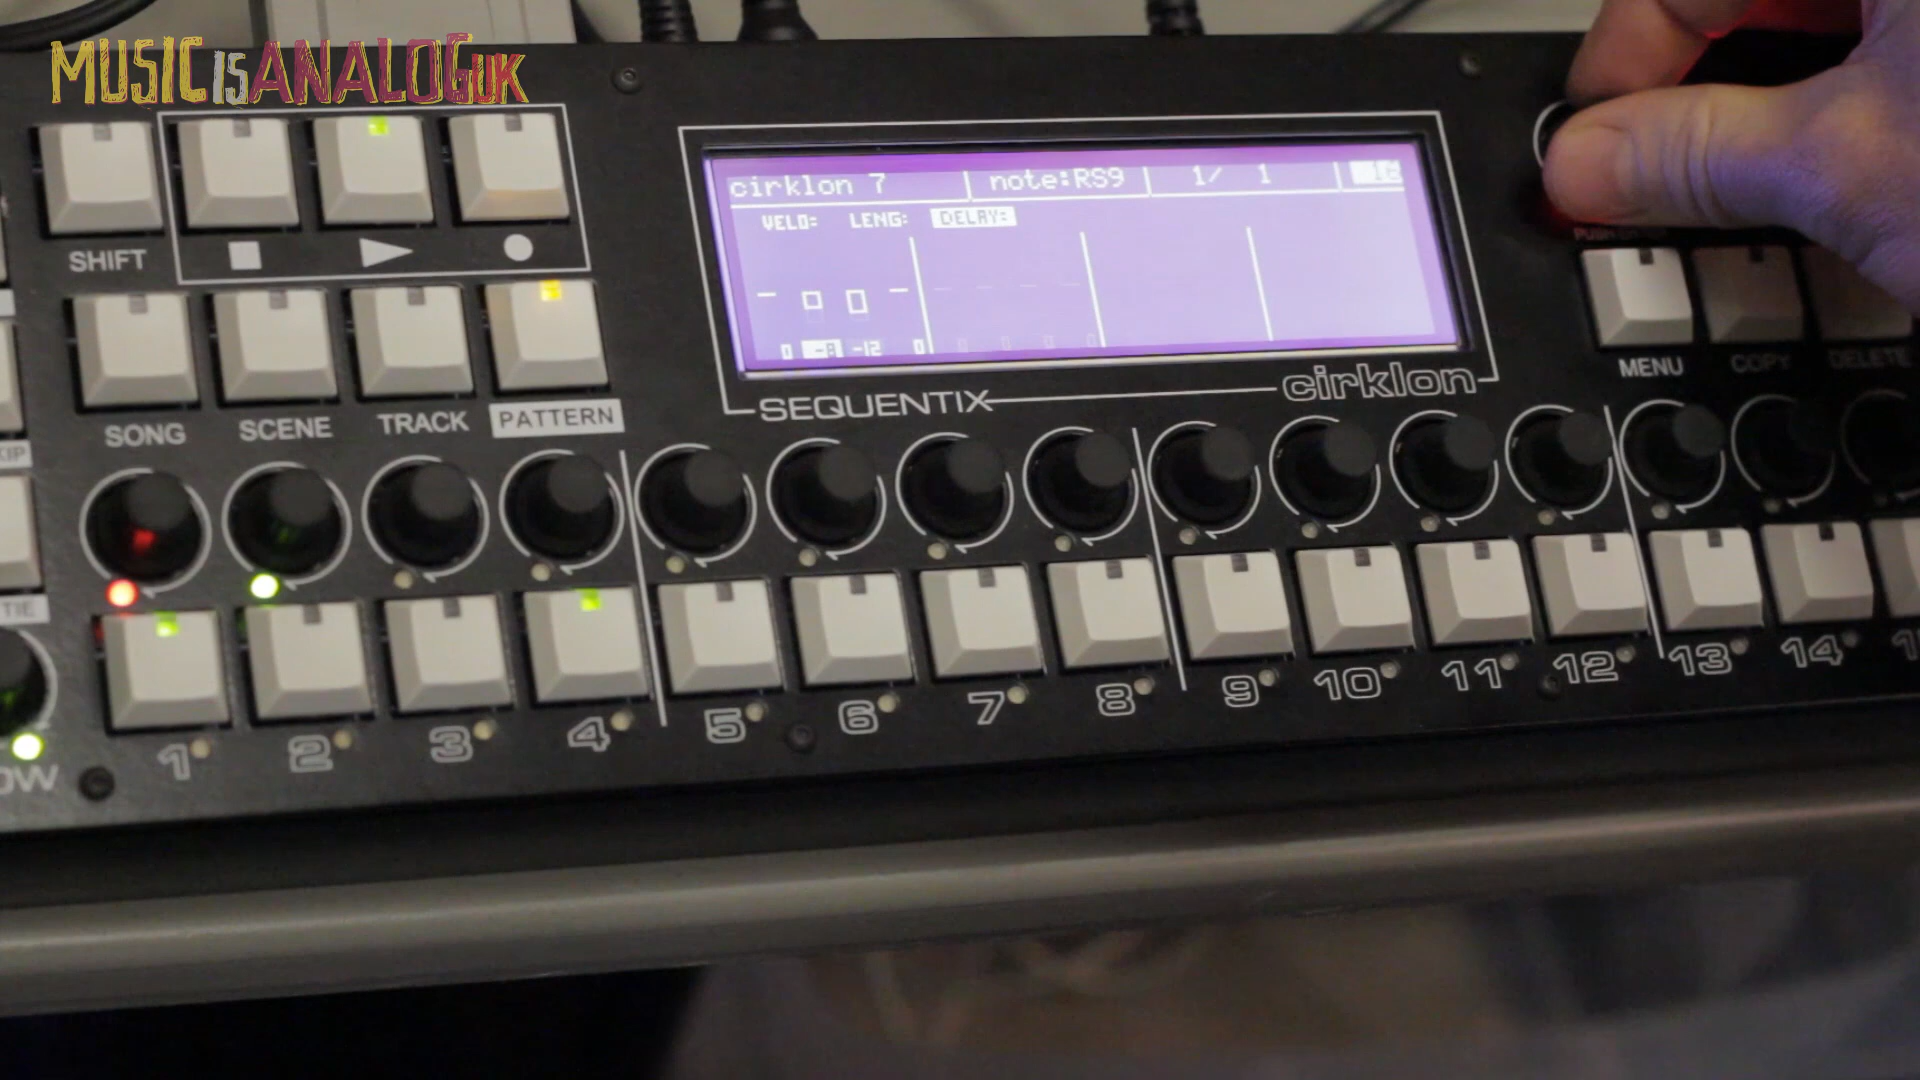 MUSIC IS ANALOG UK
cirklon 7 note:RS9 1/ 1
VELO: LENG: DELAY:
0 -8 -12 0
SEQUENTIX cirklon
SHIFT
MENU COPY DELETE
SONG SCENE TRACK PATTERN
TIE
1 2 3 4 5 6 7 8 9 10 11 12 13 14